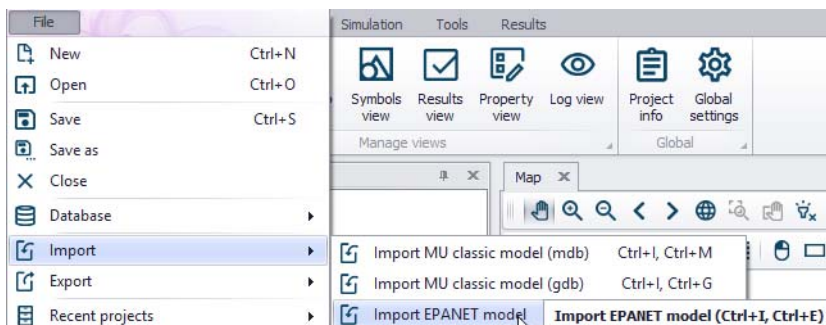 File
Simulation Tools Results
New Ctrl+N
Open Ctrl+O
Save Ctrl+S
Save as
Close
Database
Import
Export
Recent projects
Symbols view
Results view
Property view
Log view
Project info
Global settings
Manage views
Global
Map
Import MU classic model (mdb) Ctrl+I, Ctrl+M
Import MU classic model (gdb) Ctrl+I, Ctrl+G
Import EPANET model
Import EPANET model (Ctrl+I, Ctrl+E)